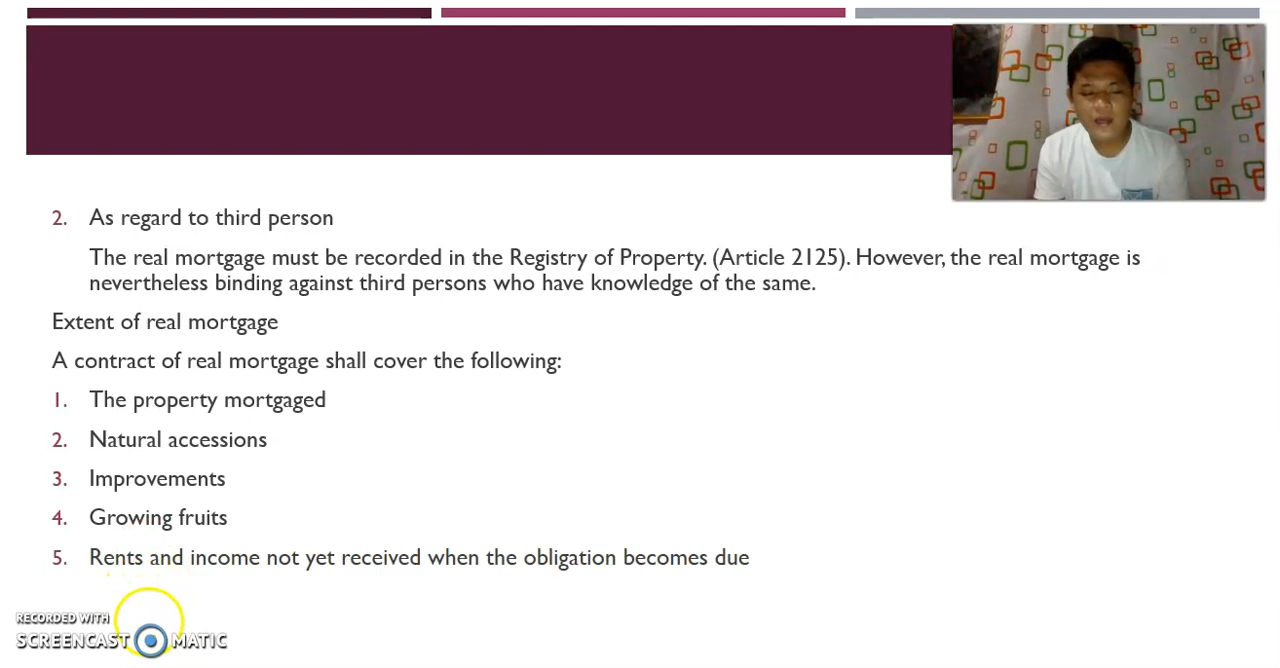 2. As regard to third person
The real mortgage must be recorded in the Registry of Property. (Article 2125). However, the real mortgage is
nevertheless binding against third persons who have knowledge of the same.
Extent of real mortgage
A contract of real mortgage shall cover the following:
1. The property mortgaged
2. Natural accessions
3. Improvements
4. Growing fruits
5. Rents and income not yet received when the obligation becomes due
RECORDED WITH
SCREENCAST MATIC